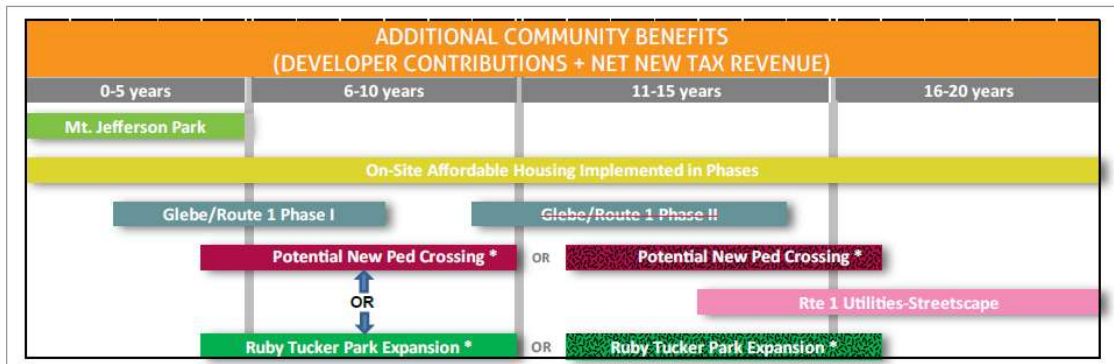 ADDITIONAL COMMUNITY BENEFITS
(DEVELOPER CONTRIBUTIONS + NET NEW TAX REVENUE)
0-5 years 6-10 years 11-15 years 16-20 years
Mt. Jefferson Park
On-Site Affordable Housing Implemented in Phases
Glebe/Route 1 Phase I Glebe/Route 1 Phase II
Potential New Ped Crossing * OR Potential New Ped Crossing *
OR
Rte 1 Utilities-Streetscape
Ruby Tucker Park Expansion * OR Ruby Tucker Park Expansion *